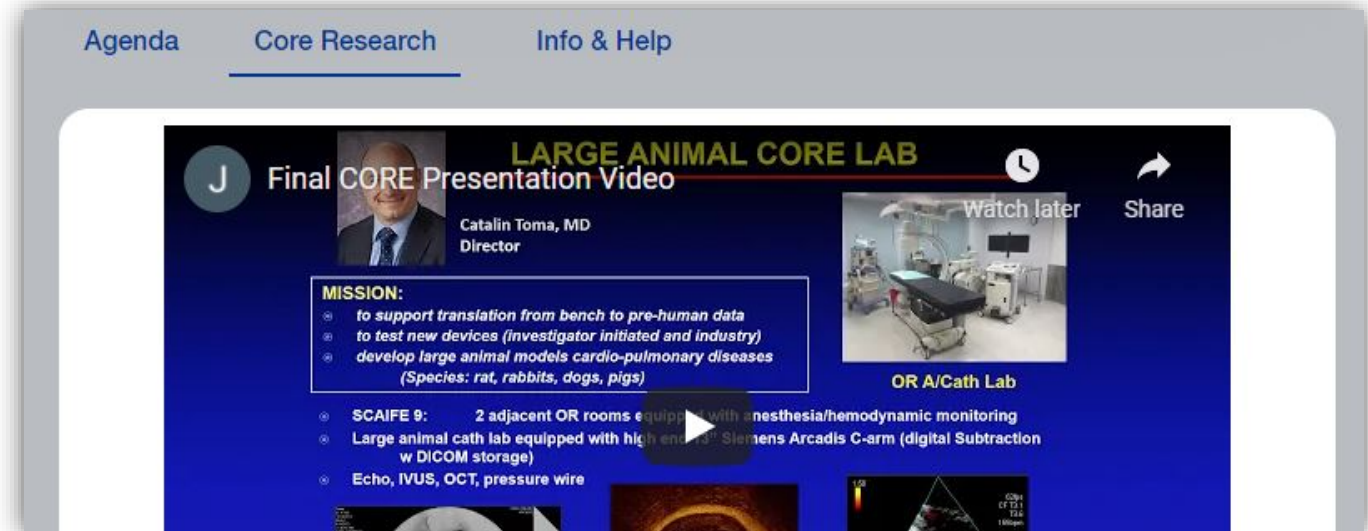 Agenda Core Research Info & Help
LARGE ANIMAL CORE LAB
J Final CORE Presentation Video
Watch later Share
Catalin Toma, MD
Director
MISSION:
to support translation from bench to pre-human data
to test new devices (investigator initiated and industry)
develop large animal models cardio-pulmonary diseases
(Species: rat, rabbits, dogs, pigs)
OR A/Cath Lab
SCAIFE 9: 2 adjacent OR rooms equipped with anesthesia/hemodynamic monitoring
Large animal cath lab equipped with high end 13" Siemens Arcadis C-arm (digital Subtraction
w DICOM storage)
Echo, IVUS, OCT, pressure wire